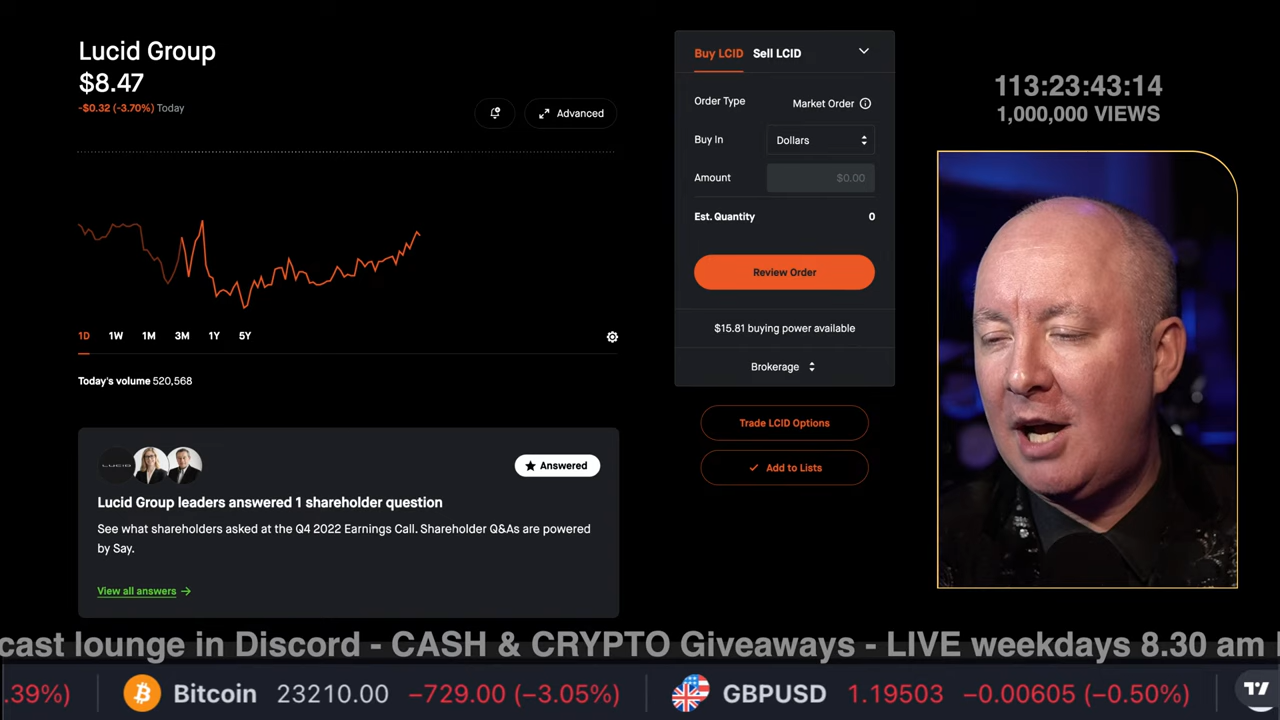 Lucid Group
$8.47
-$0.32 (-3.70%) Today
Advanced
1D 1W 1M 3M 1Y 5Y
Today's volume 520,568
LUCID
Answered
Lucid Group leaders answered 1 shareholder question
See what shareholders asked at the Q4 2022 Earnings Call. Shareholder Q&As are powered
by Say.
View all answers →
Buy LCID Sell LCID
Order Type Market Order
Buy In Dollars
Amount $0.00
Est. Quantity 0
Review Order
$15.81 buying power available
Brokerage
Trade LCID Options
Add to Lists
113:23:43:14
1,000,000 VIEWS
cast lounge in Discord - CASH & CRYPTO Giveaways - LIVE weekdays 8.30 am
.39%) Bitcoin 23210.00 −729.00 (−3.05%) GBPUSD 1.19503 −0.00605 (−0.50%)